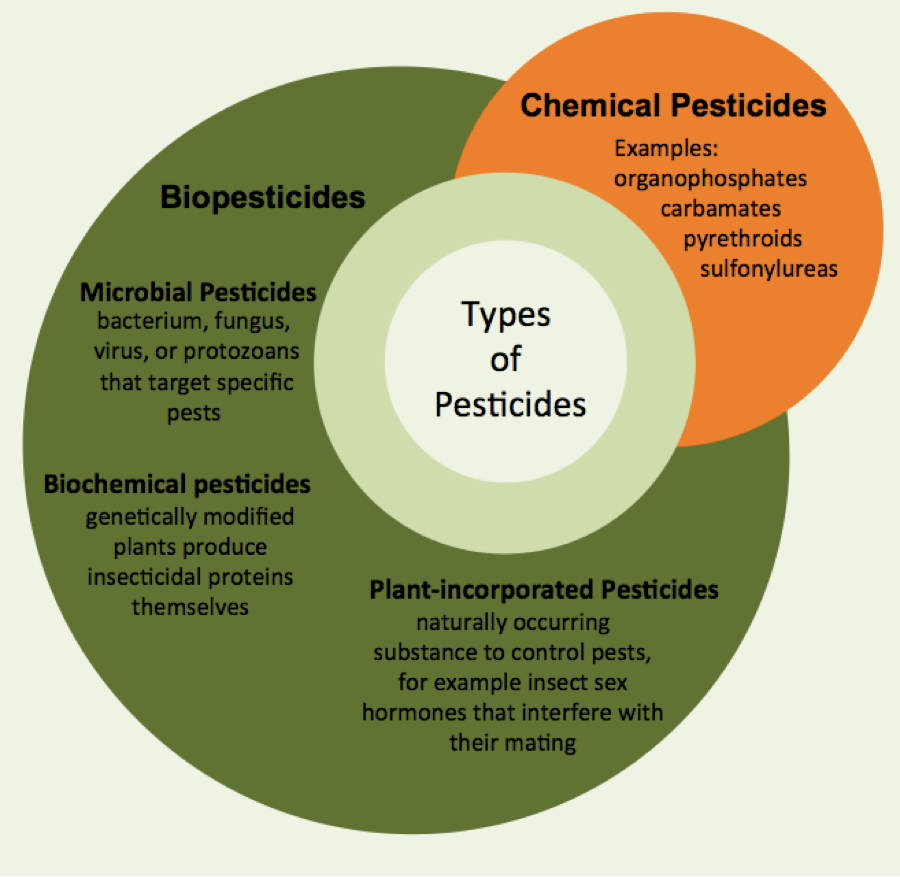 Chemical Pesticides
Examples:
organophosphates
carbamates
pyrethroids
sulfonylureas
Biopesticides
Microbial Pesticides
bacterium, fungus,
virus, or protozoans
that target specific
pests
Types
of
Pesticides
Biochemical pesticides
genetically modified
plants produce
insecticidal proteins
themselves
Plant-incorporated Pesticides
naturally occurring
substance to control pests,
for example insect sex
hormones that interfere with
their mating